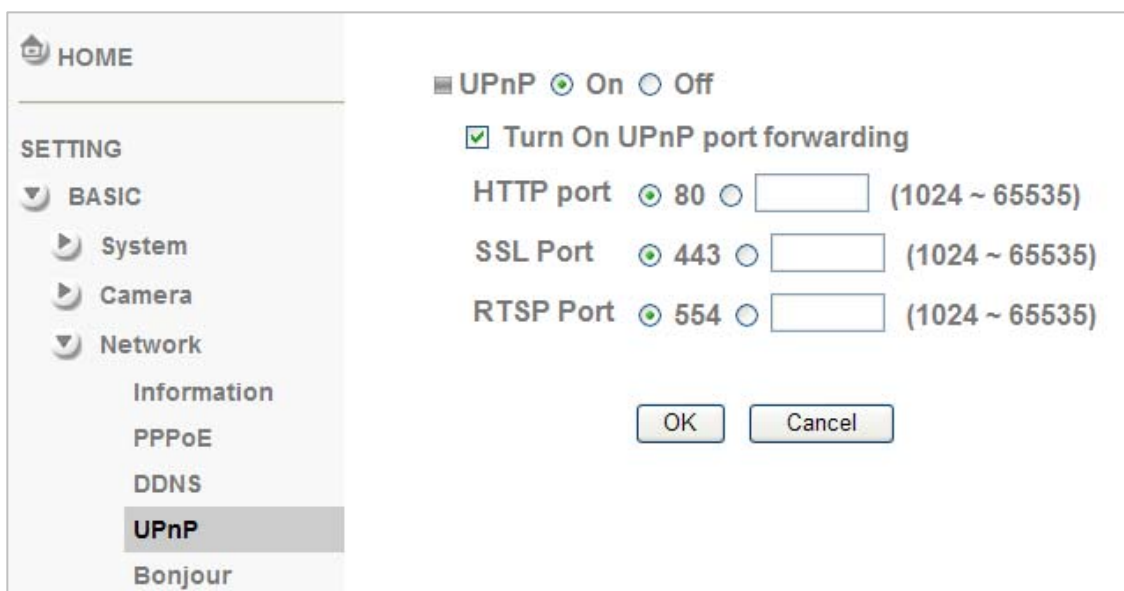 HOME
SETTING
BASIC
System
Camera
Network
Information
PPPoE
DDNS
UPnP
Bonjour
UPnP On Off
Turn On UPnP port forwarding
HTTP port 80 (1024 ~ 65535)
SSL Port 443 (1024 ~ 65535)
RTSP Port 554 (1024 ~ 65535)
OK Cancel